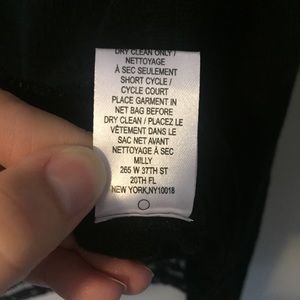 DRY CLEAN ONLY /
NETTOYAGE
À SEC SEULEMENT
SHORT CYCLE /
CYCLE COURT
PLACE GARMENT IN
NET BAG BEFORE
DRY CLEAN / PLACEZ LE
VÊTEMENT DANS LE
SAC NET AVANT
NETTOYAGE À SEC
MILLY
265 W 37TH ST
20TH FL
NEW YORK,NY10018